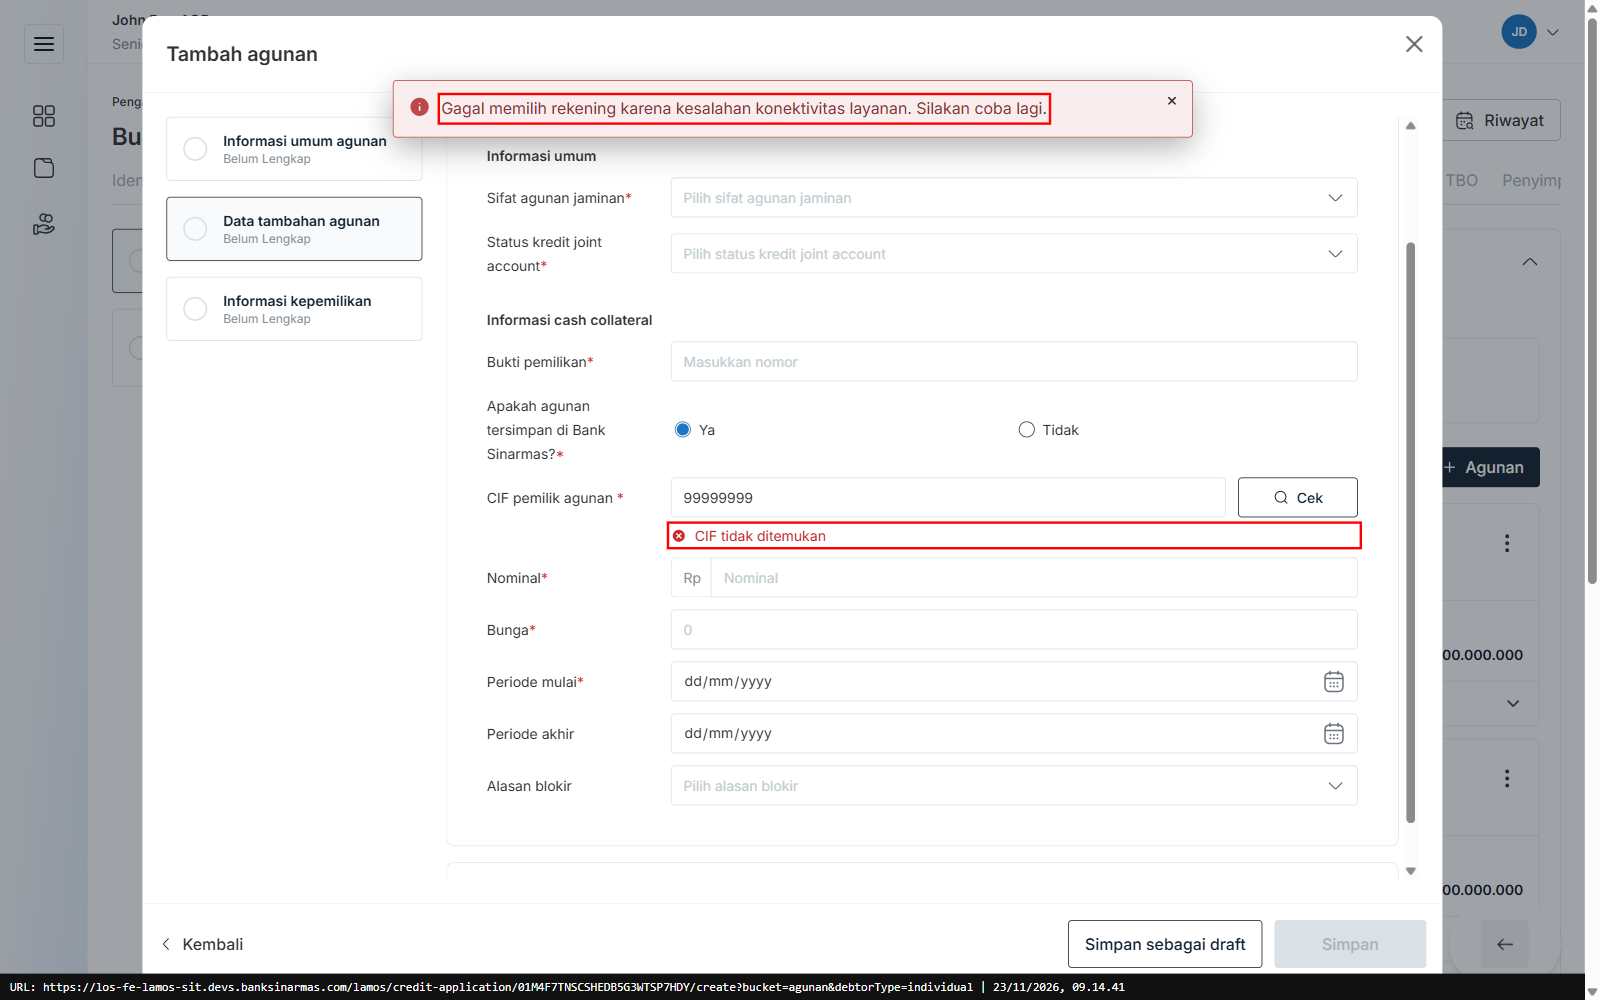 John
Seni
JD
Tambah agunan
Gagal memilih rekening karena kesalahan konektivitas layanan. Silakan coba lagi.
Riwayat
TBO
Informasi umum agunan
Belum Lengkap
Data tambahan agunan
Belum Lengkap
Informasi kepemilikan
Belum Lengkap
Informasi umum
Sifat agunan jaminan*
Pilih sifat agunan jaminan
Status kredit joint
account*
Pilih status kredit joint account
Informasi cash collateral
Bukti pemilikan*
Masukkan nomor
Apakah agunan
tersimpan di Bank
Sinarmas?*
Ya
Tidak
CIF pemilik agunan *
99999999
Cek
CIF tidak ditemukan
Nominal*
Rp
Nominal
Bunga*
0
Periode mulai*
dd/mm/yyyy
Periode akhir
dd/mm/yyyy
Alasan blokir
Pilih alasan blokir
+ Agunan
00.000.000
00.000.000
Kembali
Simpan sebagai draft
Simpan
URL: https://los-fe-lamos-sit.devs.banksinarmas.com/lamos/credit-application/01M4F7TNSCSHEDB5G3WTSP7HDY/create?bucket=agunan&debtorType=individual | 23/11/2026, 09.14.41